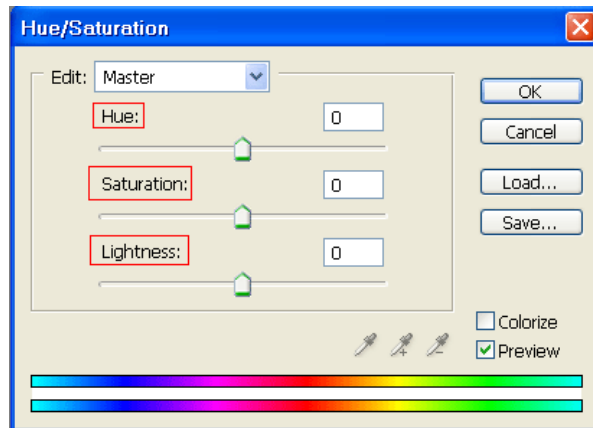 Hue/Saturation
Edit: Master
Hue: 0
Saturation: 0
Lightness: 0
OK
Cancel
Load...
Save...
Colorize
Preview